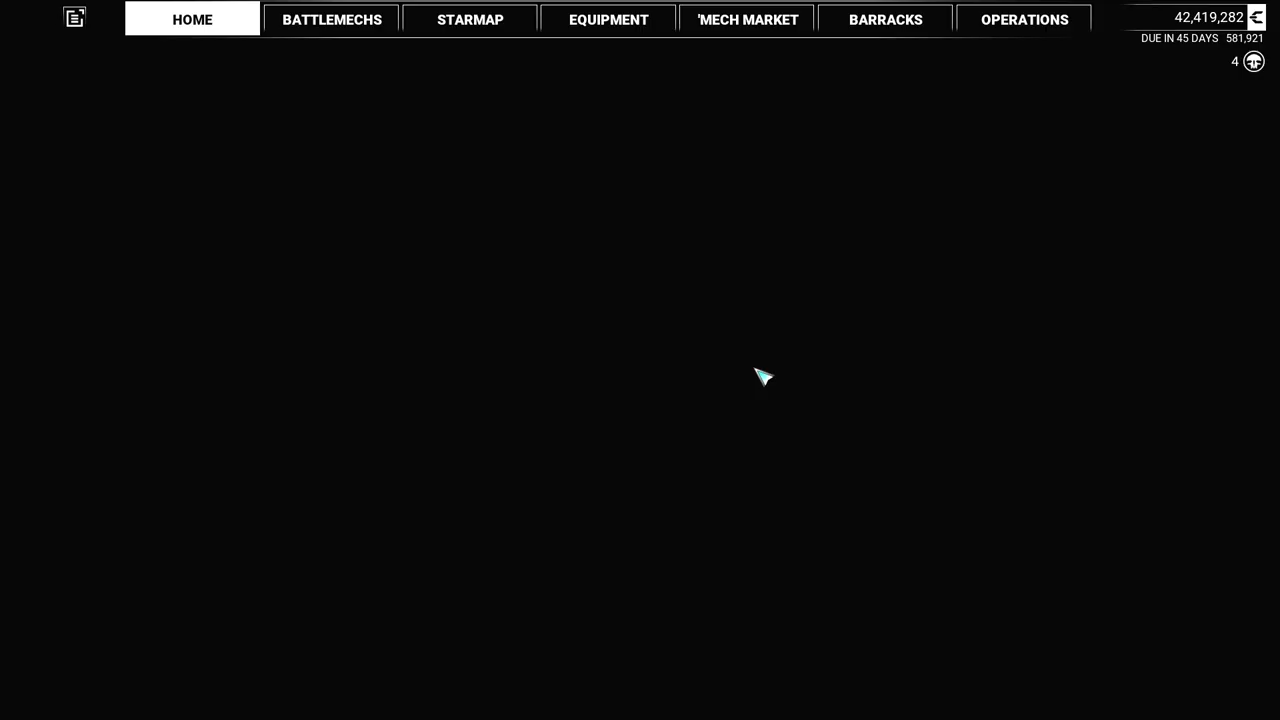 HOME
BATTLEMECHS
STARMAP
EQUIPMENT
'MECH MARKET
BARRACKS
OPERATIONS
42,419,282
DUE IN 45 DAYS 581,921
4